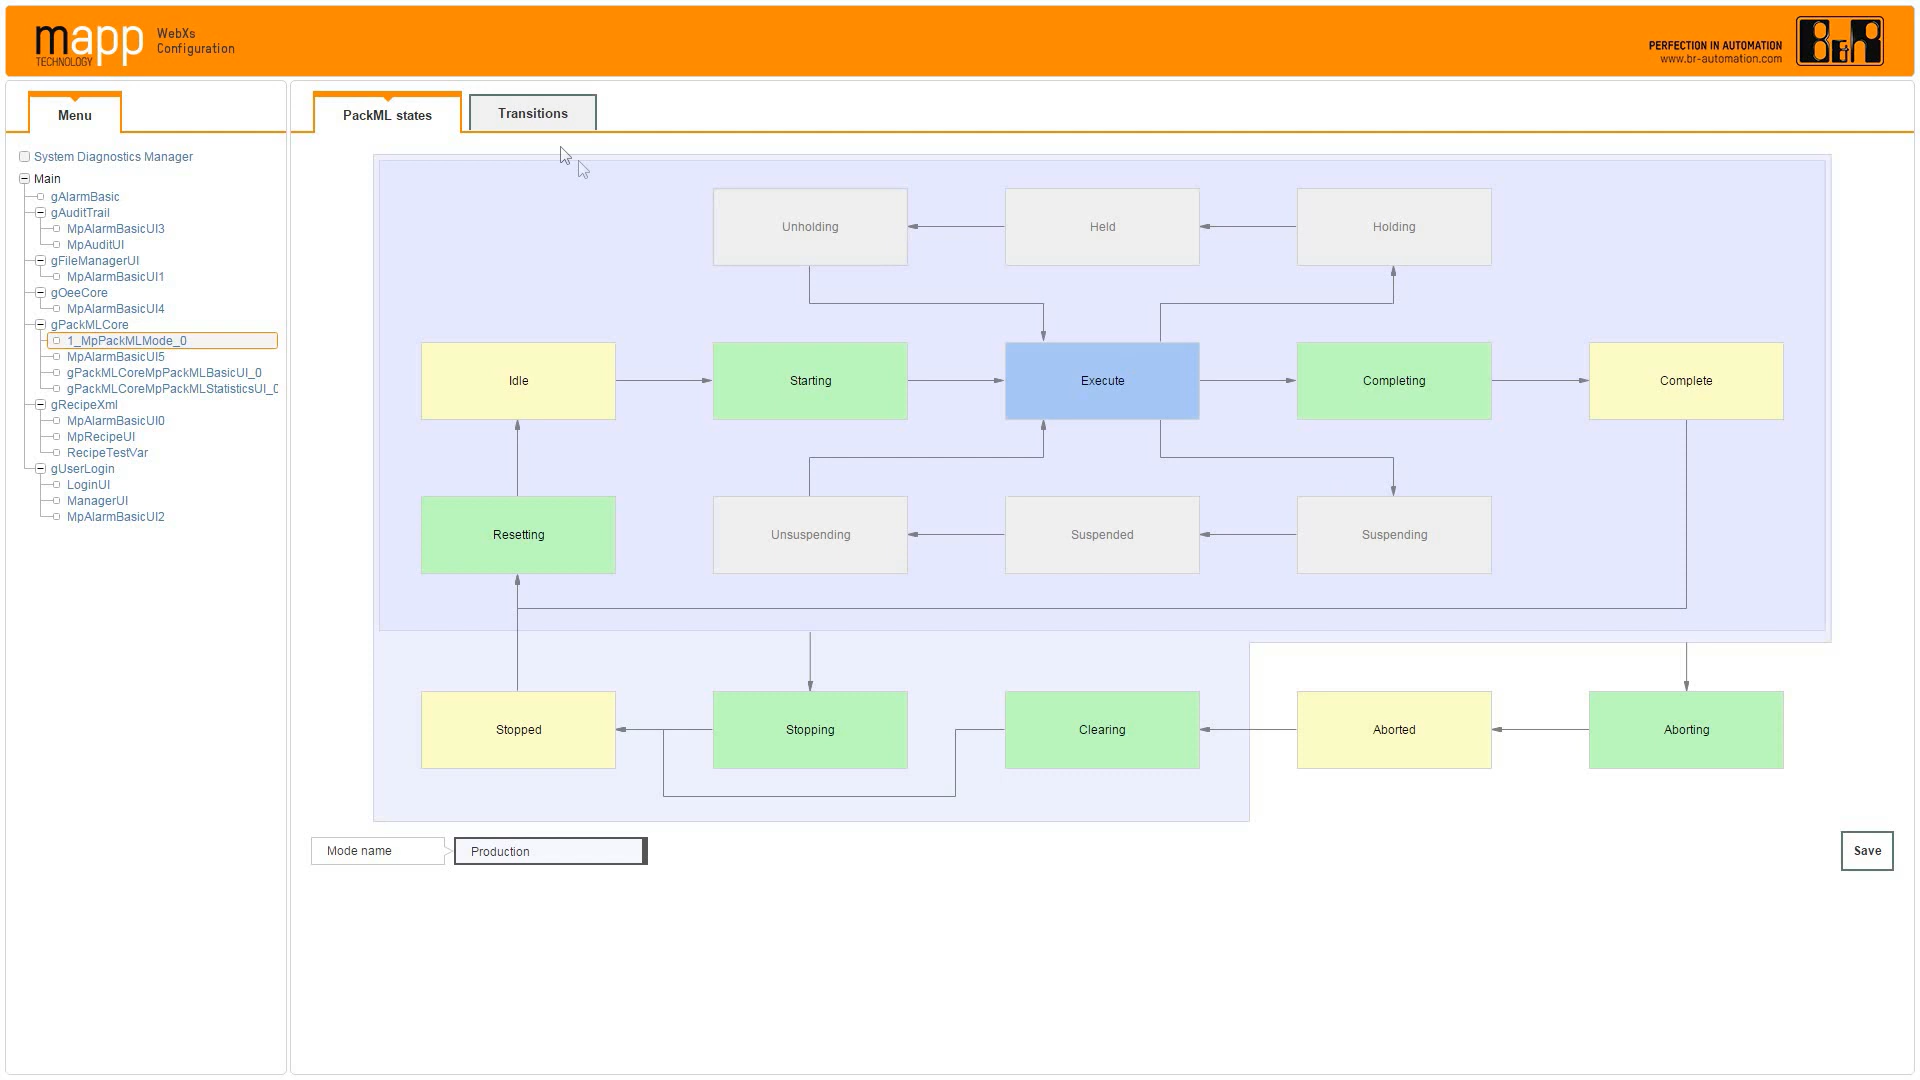 mapp
TECHNOLOGY
WebXs
Configuration
PERFECTION IN AUTOMATION
www.br-automation.com
B&R
Menu
PackML states
Transitions
System Diagnostics Manager
Main
gAlarmBasic
gAuditTrail
MpAlarmBasicUI3
MpAuditUI
gFileManagerUI
MpAlarmBasicUI1
gOeeCore
MpAlarmBasicUI4
gPackMLCore
1_MpPackMLMode_0
MpAlarmBasicUI5
gPackMLCoreMpPackMLBasicUI_0
gPackMLCoreMpPackMLStatisticsUI_0
gRecipeXml
MpAlarmBasicUI0
MpRecipeUI
RecipeTestVar
gUserLogin
LoginUI
ManagerUI
MpAlarmBasicUI2
Unholding
Held
Holding
Idle
Starting
Execute
Completing
Complete
Resetting
Unsuspending
Suspended
Suspending
Stopped
Stopping
Clearing
Aborted
Aborting
Mode name
Production
Save